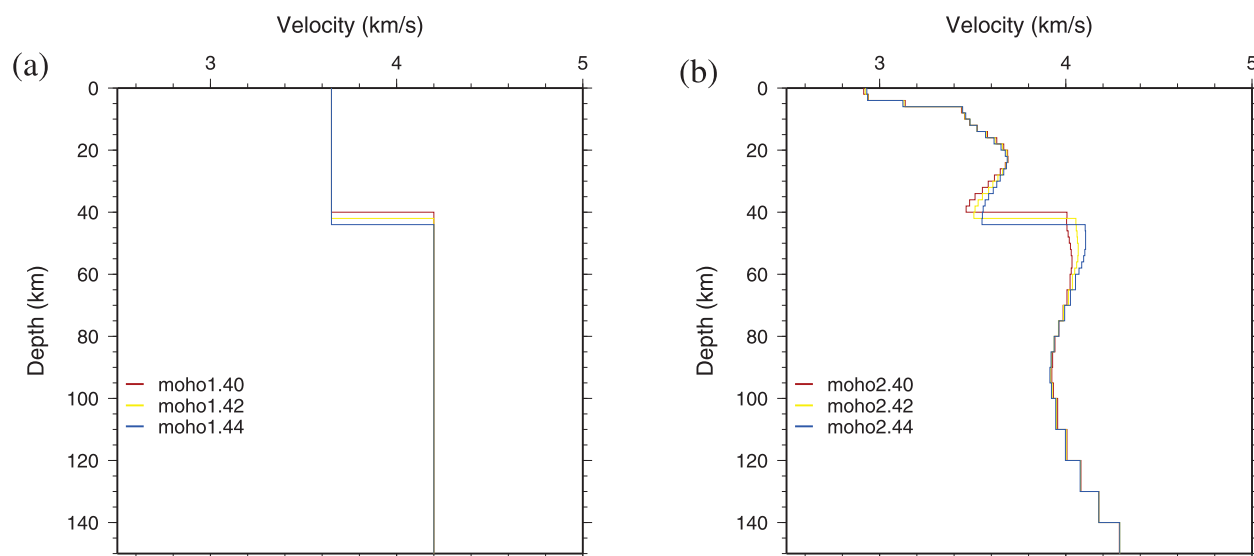 Velocity (km/s)
(a)
3 4 5
0
20
40
60
80
100
120
140
Depth (km)
moho1.40
moho1.42
moho1.44
Velocity (km/s)
(b)
3 4 5
0
20
40
60
80
100
120
140
Depth (km)
moho2.40
moho2.42
moho2.44